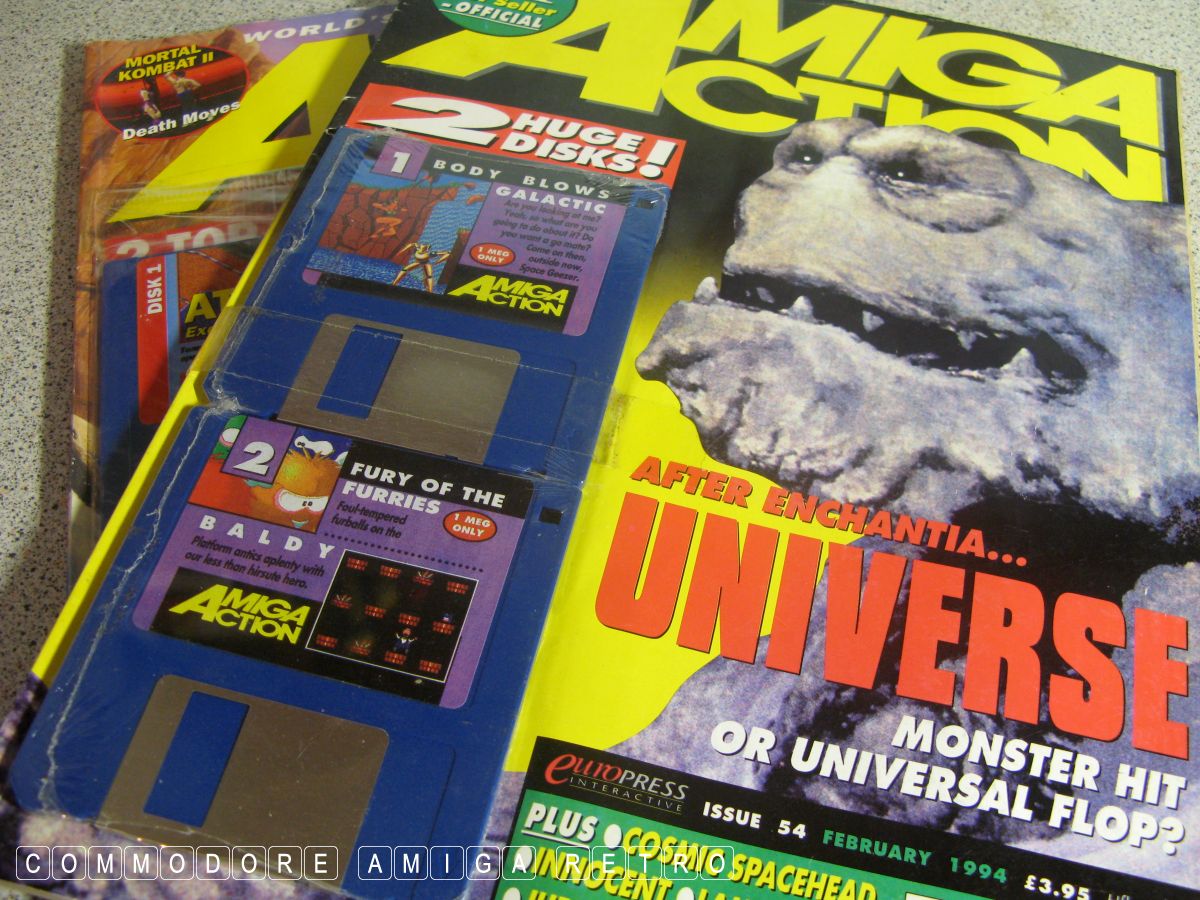 WORLD'S
MORTAL
KOMBAT II
Death Moves
DISK 1
Seller
- OFFICIAL
AMIGA
ACTION
2 HUGE
DISKS!
1
BODY BLOWS
GALACTIC
Are you looking at me?
Yeah, so what are you
going to do about it? Do
you want a go mate?
Come on then,
outside now,
Space Geezer.
1 MEG
ONLY
AMIGA
ACTION
2
FURY OF THE
FURRIES
Foul-tempered
furballs on the
1 MEG
ONLY
BALDY
Platform antics aplenty with
our less than hirsute hero.
AMIGA
ACTION
AFTER ENCHANTIA...
UNIVERSE
MONSTER HIT
OR UNIVERSAL FLOP?
euroPRESS
INTERACTIVE
ISSUE 54 FEBRUARY 1994 £3.95
PLUS • COSMIC SPACEHEAD
• INNOCENT •
COMMODORE AMIGA RETRO